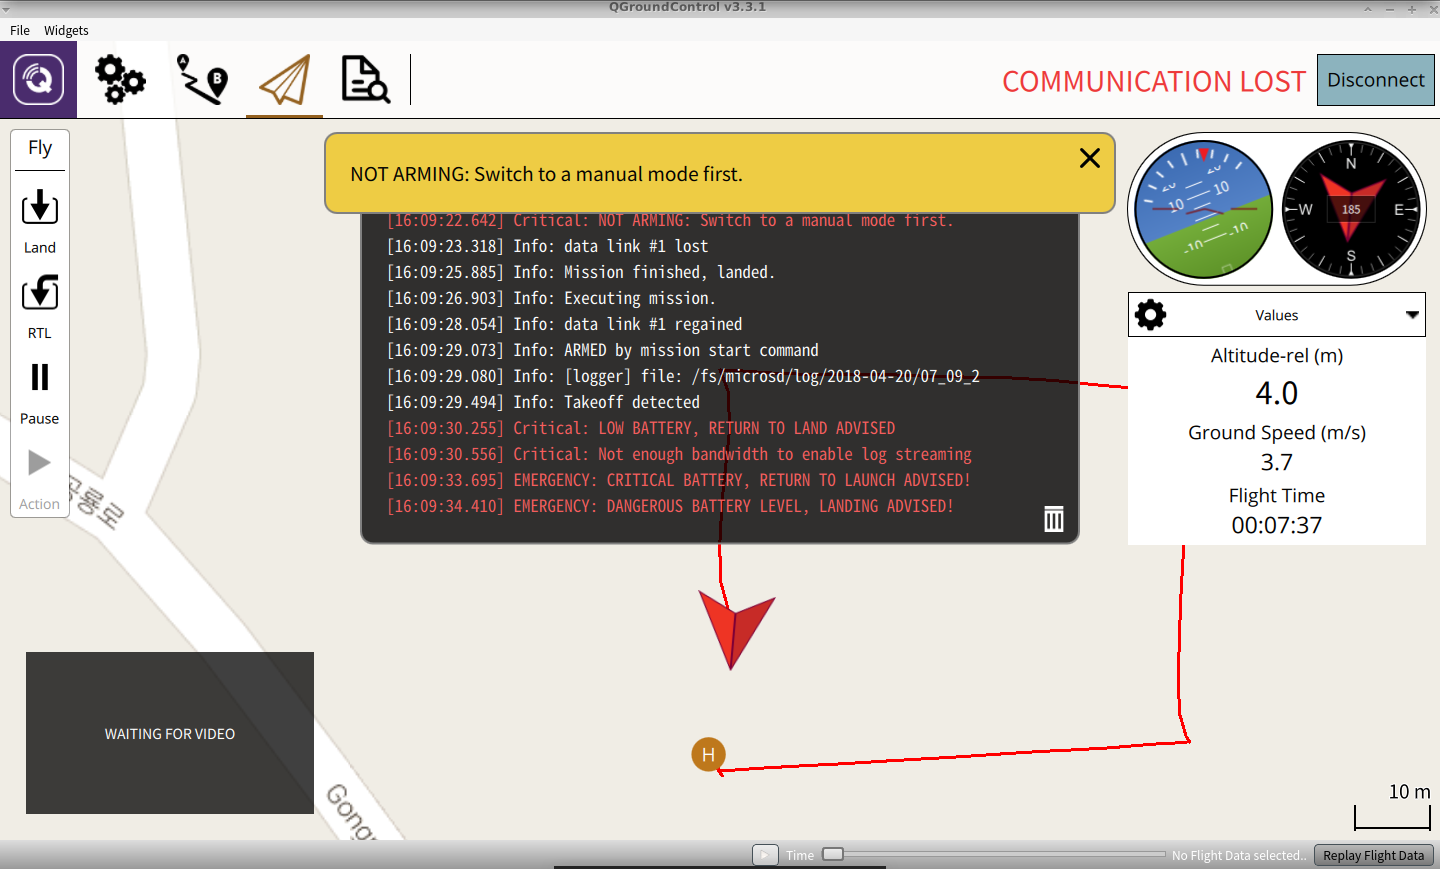 QGroundControl v3.3.1
File Widgets
COMMUNICATION LOST
Disconnect
Fly
Land
RTL
Pause
Action
NOT ARMING: Switch to a manual mode first.
[16:09:22.642] Critical: NOT ARMING: Switch to a manual mode first.
[16:09:23.318] Info: data link #1 lost
[16:09:25.885] Info: Mission finished, landed.
[16:09:26.903] Info: Executing mission.
[16:09:28.054] Info: data link #1 regained
[16:09:29.073] Info: ARMED by mission start command
[16:09:29.080] Info: [logger] file: /fs/microsd/log/2018-04-20/07_09_2
[16:09:29.494] Info: Takeoff detected
[16:09:30.255] Critical: LOW BATTERY, RETURN TO LAND ADVISED
[16:09:30.556] Critical: Not enough bandwidth to enable log streaming
[16:09:33.695] EMERGENCY: CRITICAL BATTERY, RETURN TO LAUNCH ADVISED!
[16:09:34.410] EMERGENCY: DANGEROUS BATTERY LEVEL, LANDING ADVISED!
20 20
10
-10
-10 -10
N
W 185 E
S
Values
Altitude-rel (m)
4.0
Ground Speed (m/s)
3.7
Flight Time
00:07:37
공룡로
WAITING FOR VIDEO
H
Gong
10 m
Time
No Flight Data selected..
Replay Flight Data
A
B